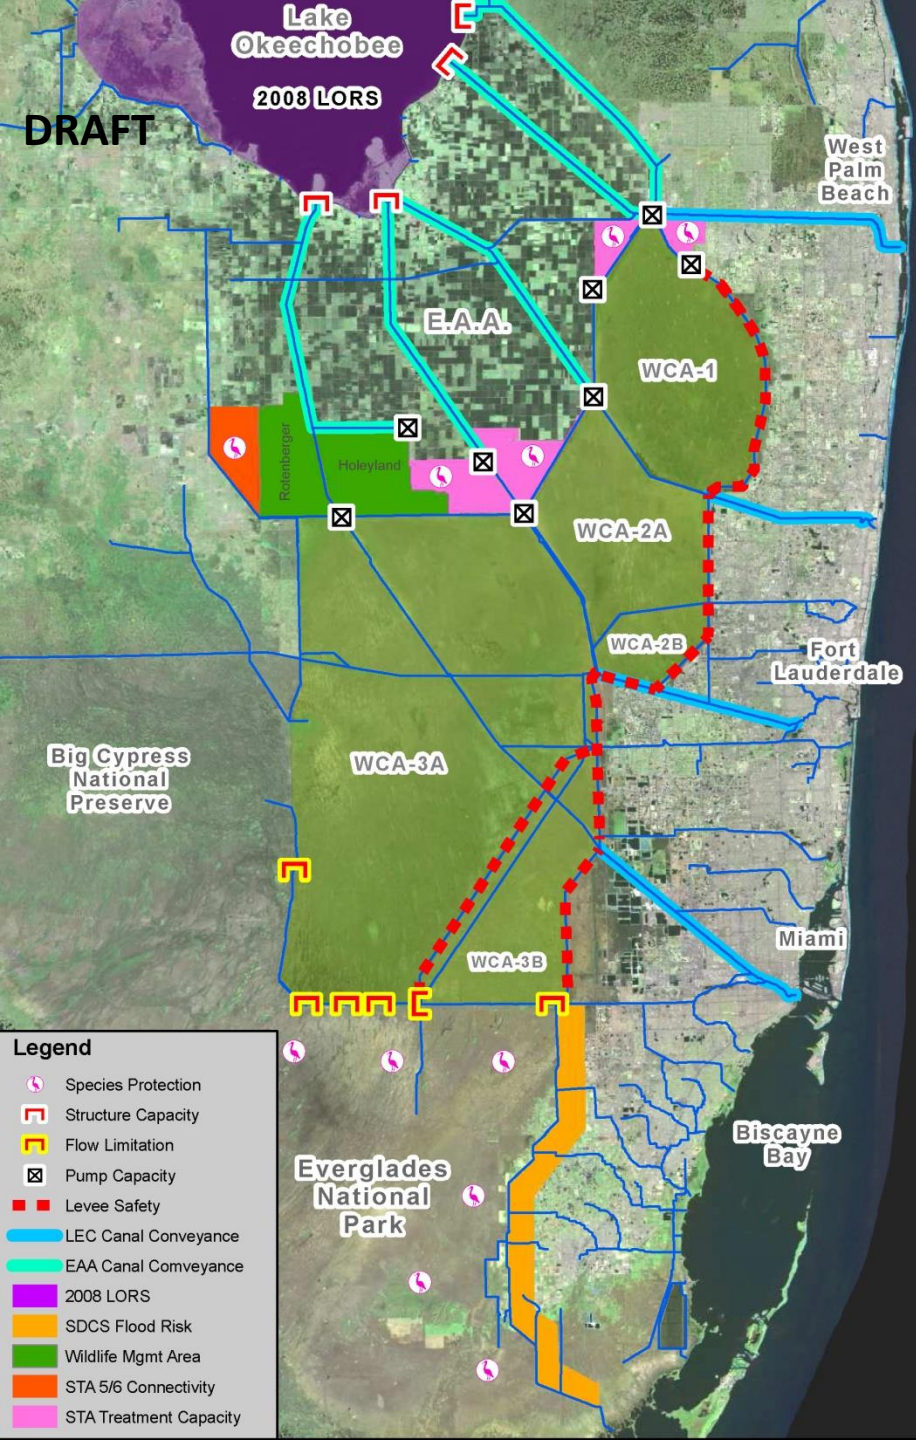 Lake
Okeechobee
2008 LORS
DRAFT
West
Palm
Beach
E.A.A.
WCA-1
Rotenberger
Holeyland
WCA-2A
WCA-2B
Fort
Lauderdale
Big Cypress
National
Preserve
WCA-3A
Miami
WCA-3B
Legend
Species Protection
Structure Capacity
Flow Limitation
Pump Capacity
Levee Safety
LEC Canal Conveyance
EAA Canal Comveyance
2008 LORS
SDCS Flood Risk
Wildlife Mgmt Area
STA 5/6 Connectivity
STA Treatment Capacity
Everglades
National
Park
Biscayne
Bay